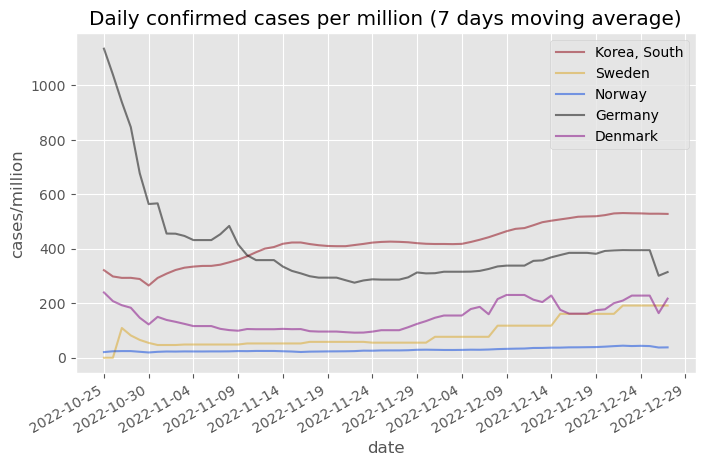 Daily confirmed cases per million (7 days moving average)
Korea, South
Sweden
Norway
Germany
Denmark
cases/million
1000
800
600
400
200
0
2022-10-25
2022-10-30
2022-11-04
2022-11-09
2022-11-14
2022-11-19
2022-11-24
2022-11-29
2022-12-04
2022-12-09
2022-12-14
2022-12-19
2022-12-24
2022-12-29
date